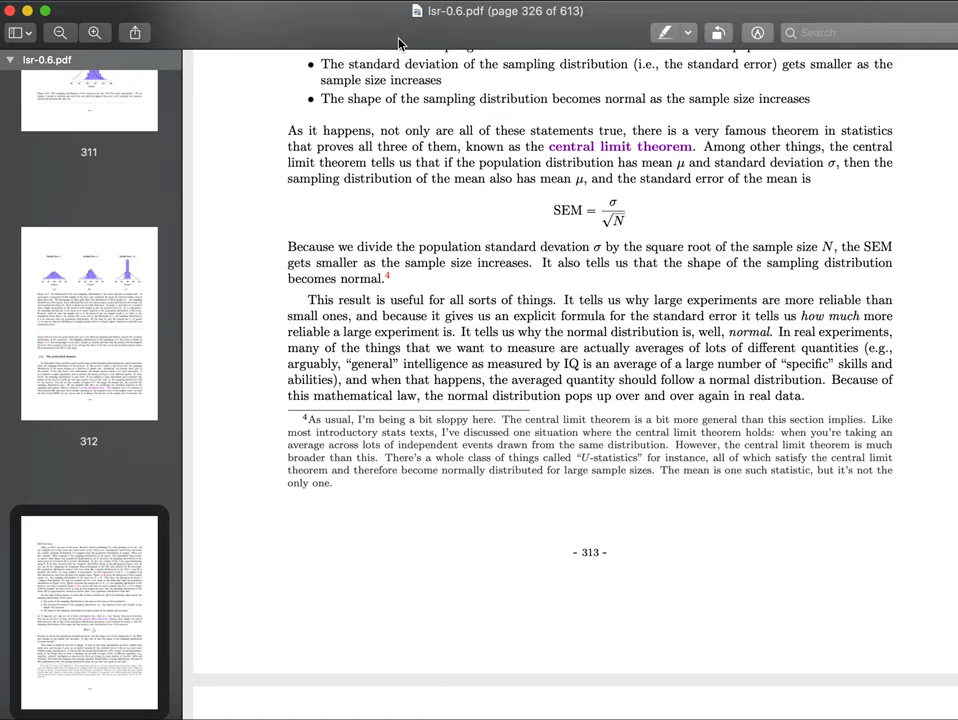 lsr-0.6.pdf (page 326 of 613)
Search
lsr-0.6.pdf
311
312
• The standard deviation of the sampling distribution (i.e., the standard error) gets smaller as the
sample size increases
• The shape of the sampling distribution becomes normal as the sample size increases
As it happens, not only are all of these statements true, there is a very famous theorem in statistics
that proves all three of them, known as the central limit theorem. Among other things, the central
limit theorem tells us that if the population distribution has mean μ and standard deviation σ, then the
sampling distribution of the mean also has mean μ, and the standard error of the mean is
SEM = σ / √N
Because we divide the population standard devation σ by the square root of the sample size N, the SEM
gets smaller as the sample size increases. It also tells us that the shape of the sampling distribution
becomes normal.4
This result is useful for all sorts of things. It tells us why large experiments are more reliable than
small ones, and because it gives us an explicit formula for the standard error it tells us how much more
reliable a large experiment is. It tells us why the normal distribution is, well, normal. In real experiments,
many of the things that we want to measure are actually averages of lots of different quantities (e.g.,
arguably, “general” intelligence as measured by IQ is an average of a large number of “specific” skills and
abilities), and when that happens, the averaged quantity should follow a normal distribution. Because of
this mathematical law, the normal distribution pops up over and over again in real data.
4As usual, I'm being a bit sloppy here. The central limit theorem is a bit more general than this section implies. Like
most introductory stats texts, I've discussed one situation where the central limit theorem holds: when you're taking an
average across lots of independent events drawn from the same distribution. However, the central limit theorem is much
broader than this. There's a whole class of things called “U-statistics” for instance, all of which satisfy the central limit
theorem and therefore become normally distributed for large sample sizes. The mean is one such statistic, but it's not the
only one.
- 313 -